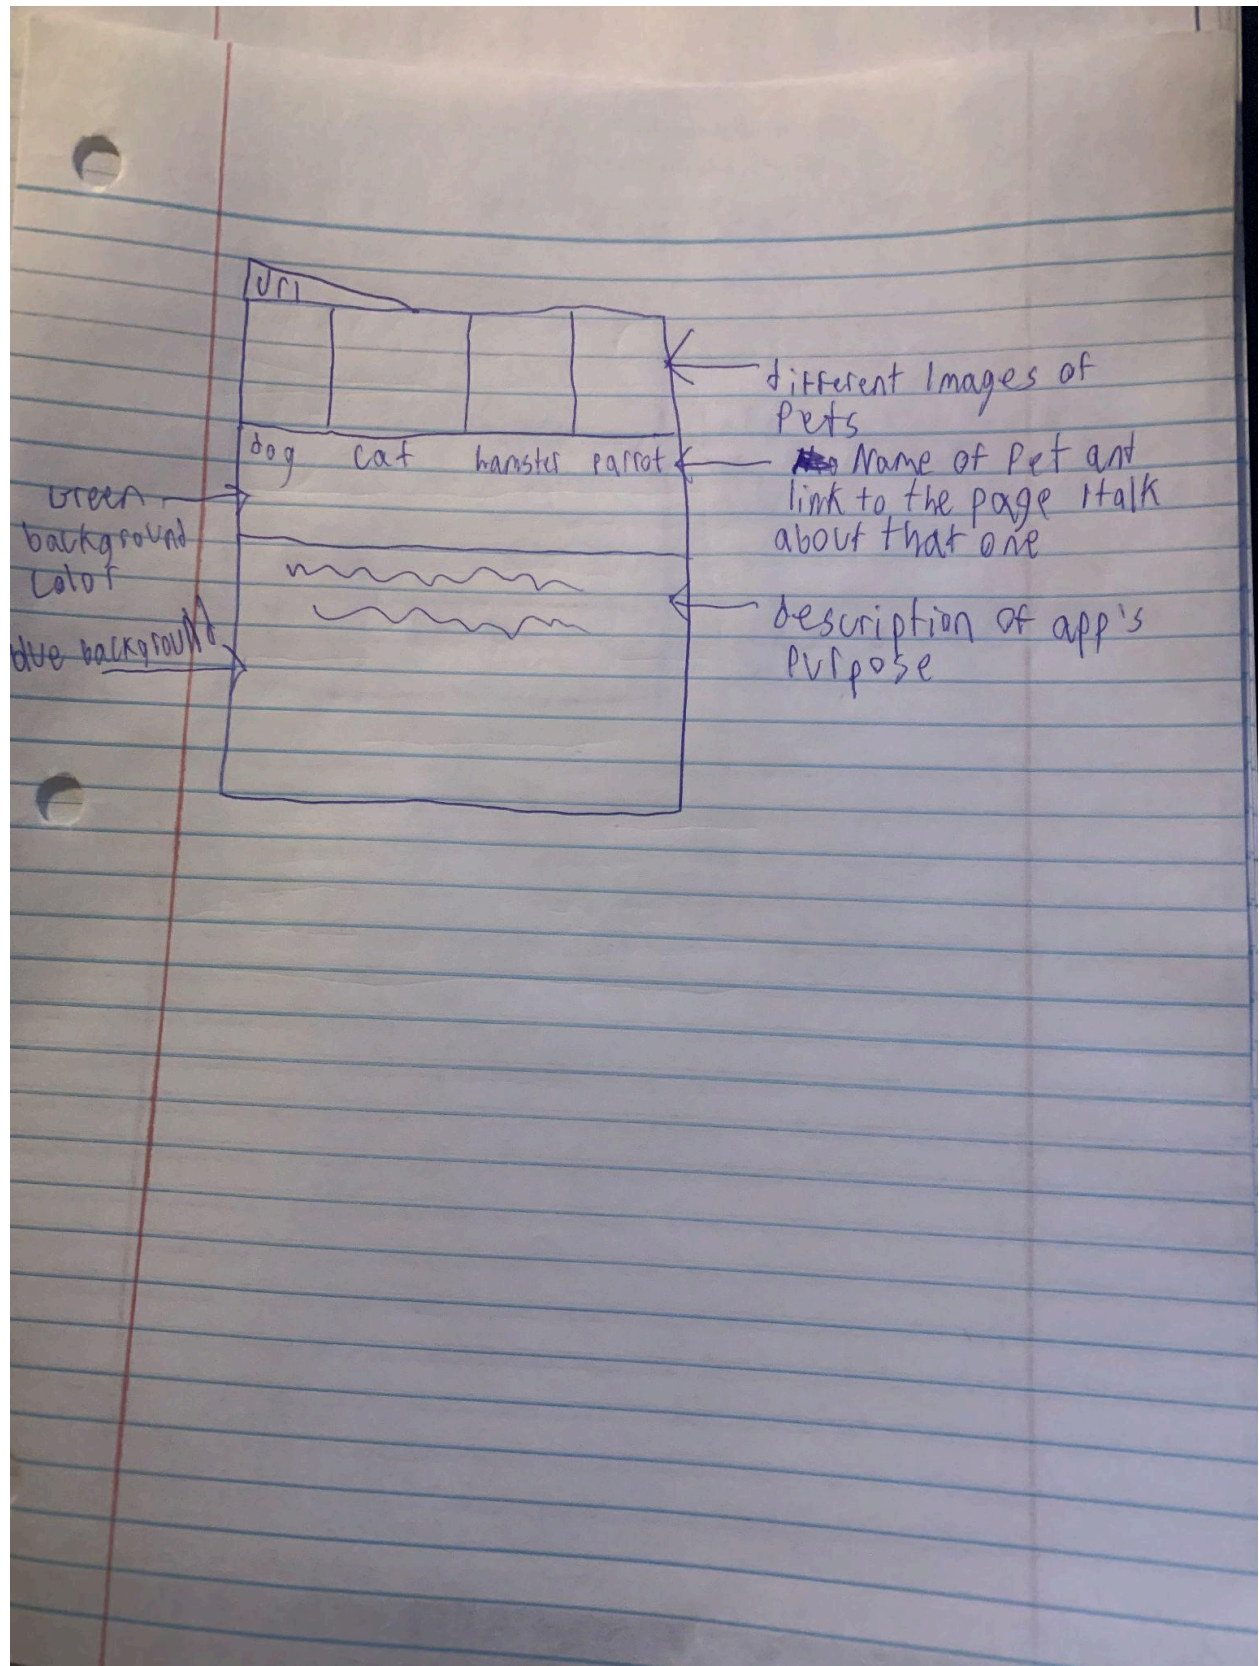 Url
different Images of
Pets
dog cat hamster parrot
Name of Pet and
link to the page I talk
about that one
Green
background
color
description of app's
Purpose
blue background